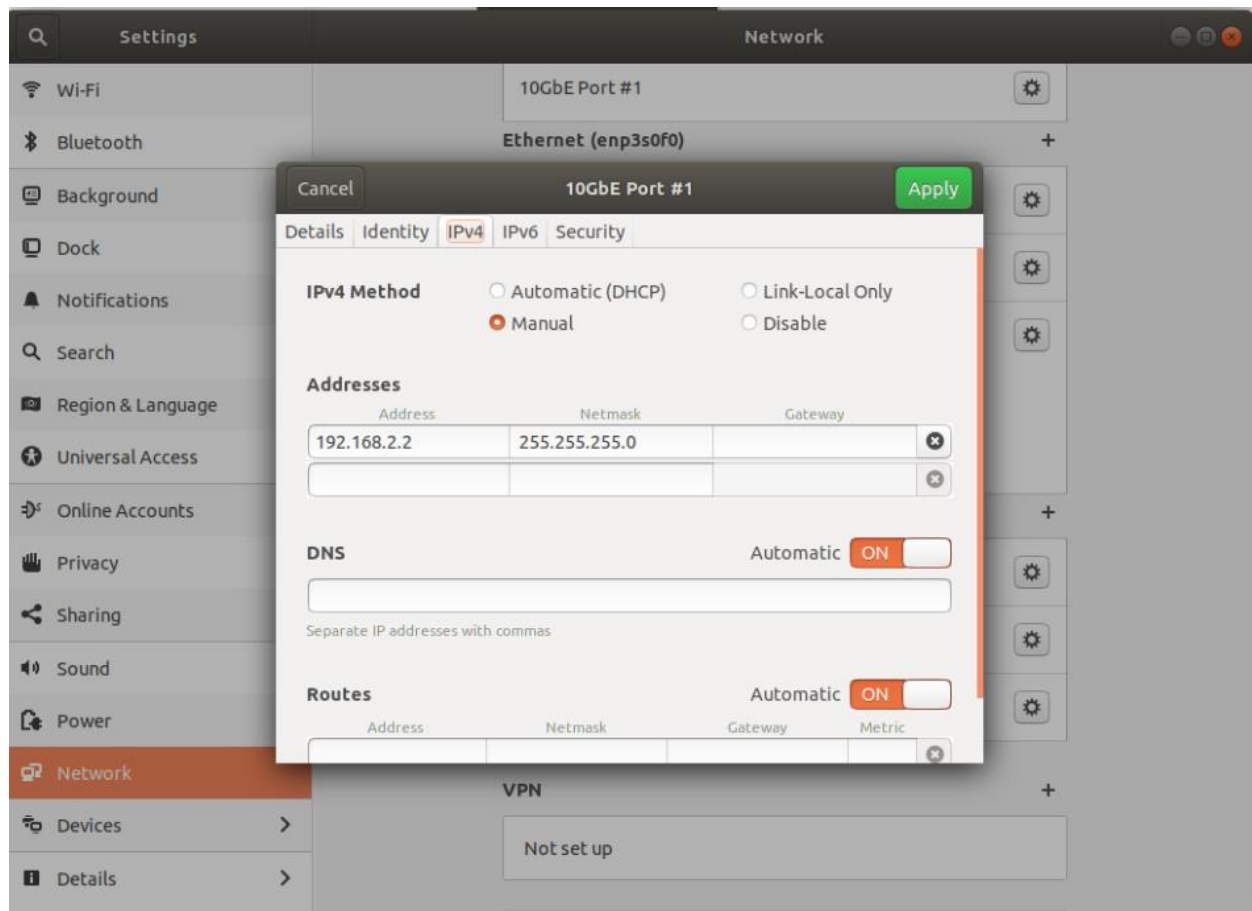 Settings
Network
Wi-Fi
Bluetooth
Background
Dock
Notifications
Search
Region & Language
Universal Access
Online Accounts
Privacy
Sharing
Sound
Power
Network
Devices
Details
10GbE Port #1
Ethernet (enp3s0f0)
Cancel
10GbE Port #1
Apply
Details Identity IPv4 IPv6 Security
IPv4 Method Automatic (DHCP) Link-Local Only
Manual Disable
Addresses
Address Netmask Gateway
192.168.2.2 255.255.255.0
DNS Automatic ON
Separate IP addresses with commas
Routes Automatic ON
Address Netmask Gateway Metric
VPN
Not set up